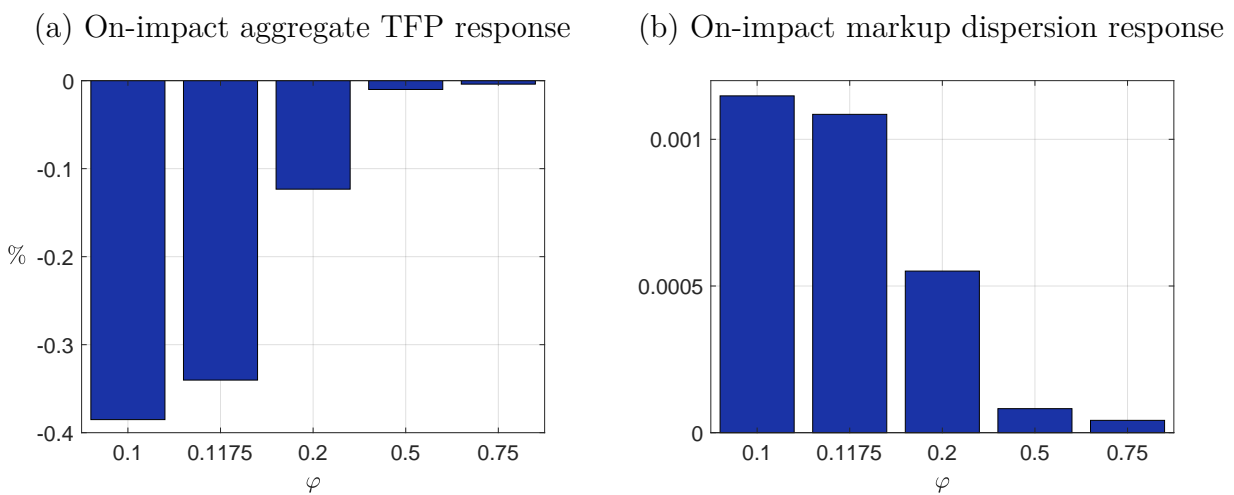 (a) On-impact aggregate TFP response
0
-0.1
-0.2
-0.3
-0.4
%
0.1 0.1175 0.2 0.5 0.75
φ
(b) On-impact markup dispersion response
0.001
0.0005
0
0.1 0.1175 0.2 0.5 0.75
φ